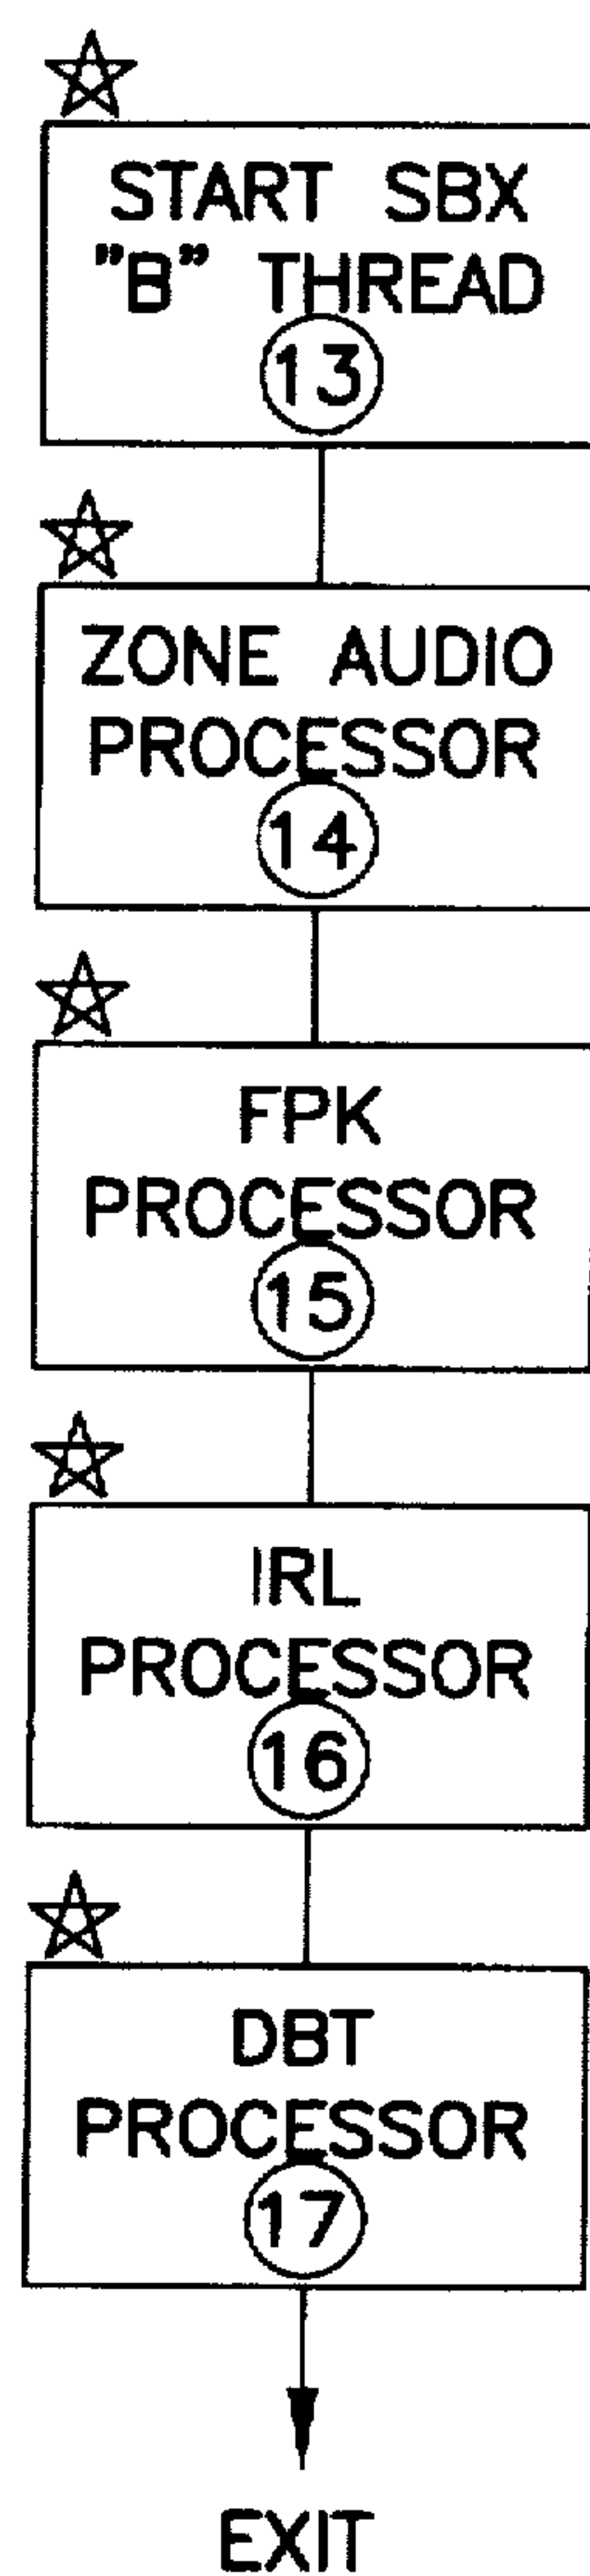 START SBX
"B" THREAD
13
ZONE AUDIO
PROCESSOR
14
FPK
PROCESSOR
15
IRL
PROCESSOR
16
DBT
PROCESSOR
17
EXIT